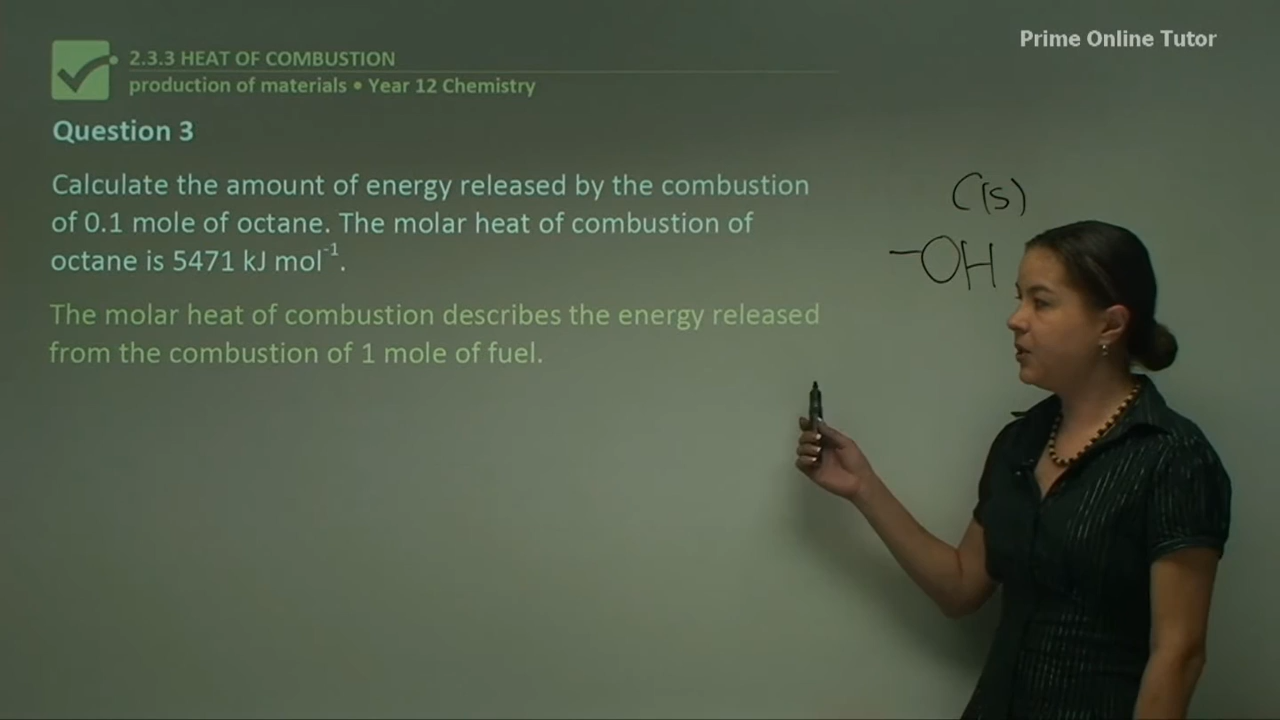 Prime Online Tutor
2.3.3 HEAT OF COMBUSTION
production of materials • Year 12 Chemistry
Question 3
Calculate the amount of energy released by the combustion
of 0.1 mole of octane. The molar heat of combustion of
octane is 5471 kJ mol⁻¹.
The molar heat of combustion describes the energy released
from the combustion of 1 mole of fuel.
C(s)
–OH